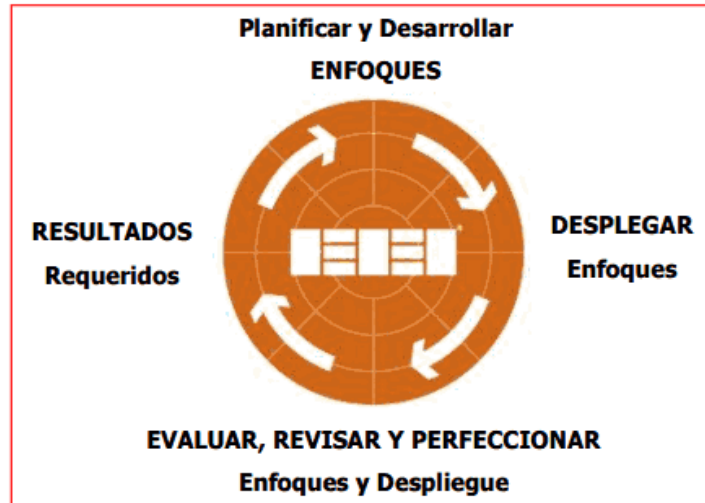 Planificar y Desarrollar
ENFOQUES
RESULTADOS
Requeridos
DESPLEGAR
Enfoques
EVALUAR, REVISAR Y PERFECCIONAR
Enfoques y Despliegue